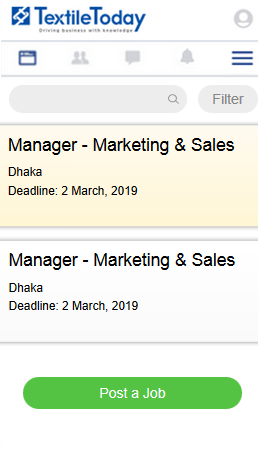 TextileToday
Driving business with knowledge
Filter
Manager - Marketing & Sales
Dhaka
Deadline: 2 March, 2019
Manager - Marketing & Sales
Dhaka
Deadline: 2 March, 2019
Post a Job